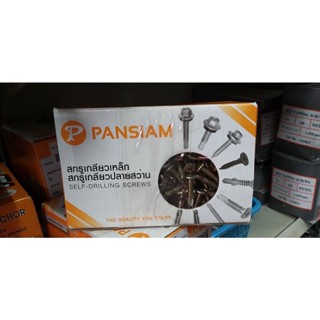 P PANSIAM
สกรูเกลียวเหล็ก
สกรูเกลียวปลายสว่าน
SELF-DRILLING SCREWS
THE QUALITY YOU TRUST
CHOR